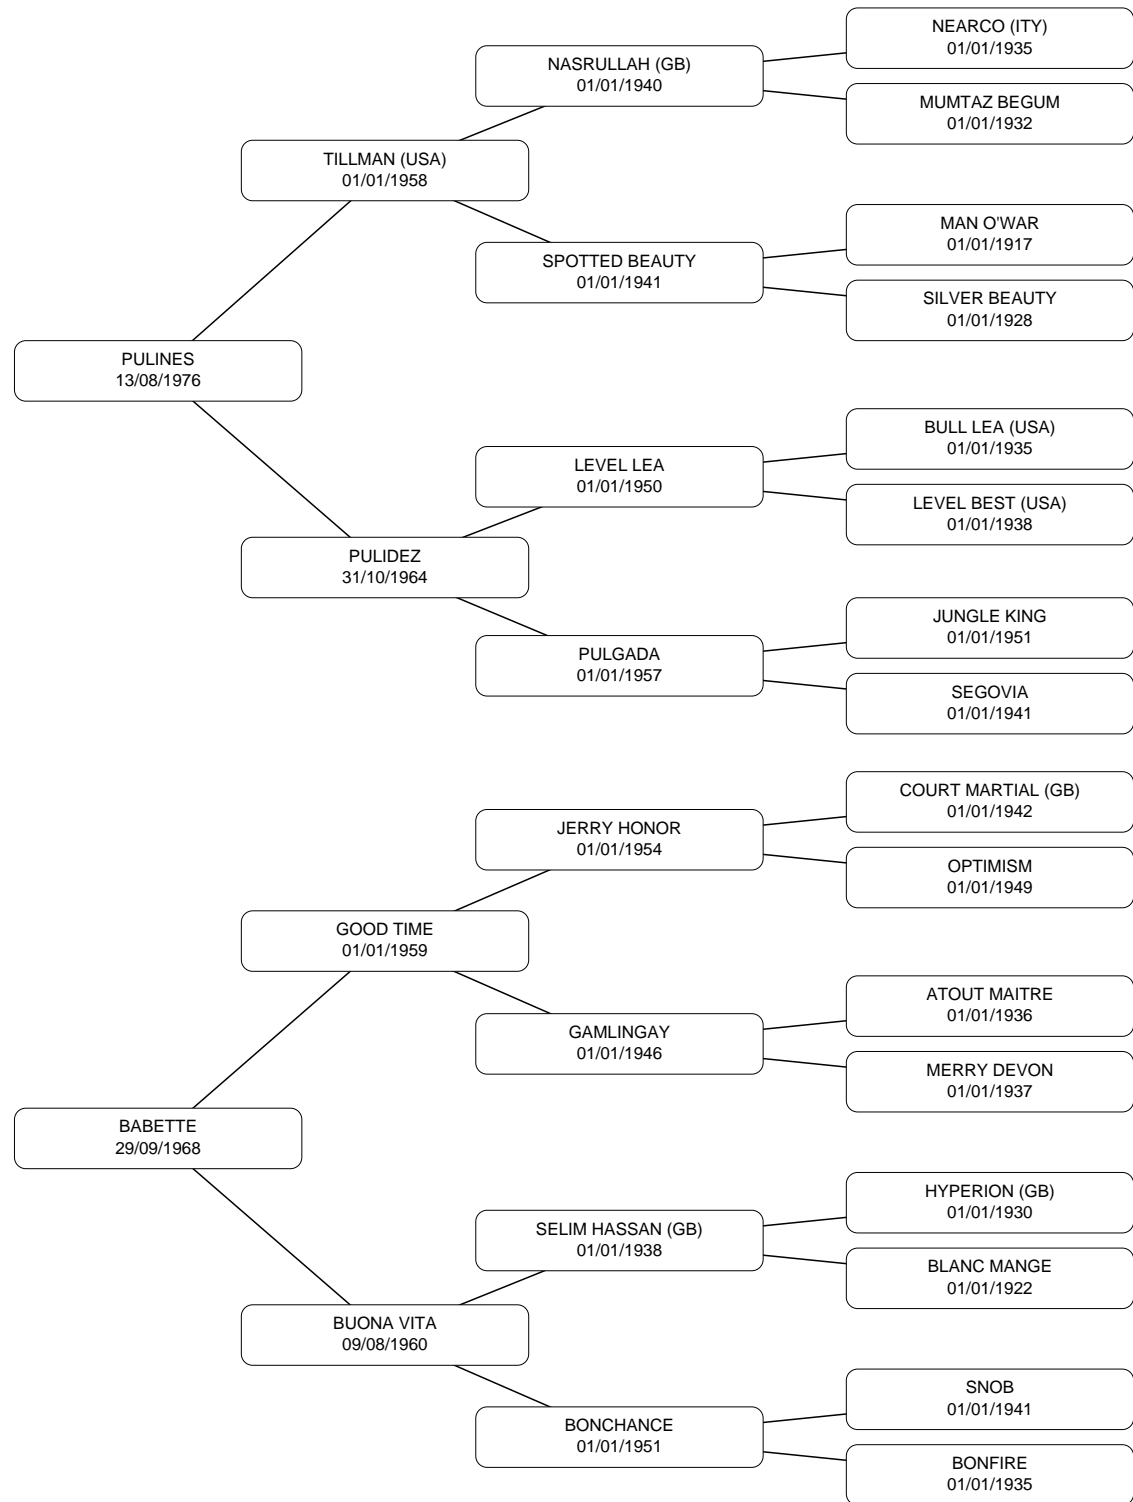 NEARCO (ITY)
01/01/1935
NASRULLAH (GB)
01/01/1940
MUMTAZ BEGUM
01/01/1932
TILLMAN (USA)
01/01/1958
MAN O'WAR
01/01/1917
SPOTTED BEAUTY
01/01/1941
SILVER BEAUTY
01/01/1928
PULINES
13/08/1976
BULL LEA (USA)
01/01/1935
LEVEL LEA
01/01/1950
LEVEL BEST (USA)
01/01/1938
PULIDEZ
31/10/1964
JUNGLE KING
01/01/1951
PULGADA
01/01/1957
SEGOVIA
01/01/1941
COURT MARTIAL (GB)
01/01/1942
JERRY HONOR
01/01/1954
OPTIMISM
01/01/1949
GOOD TIME
01/01/1959
ATOUT MAITRE
01/01/1936
GAMLINGAY
01/01/1946
MERRY DEVON
01/01/1937
BABETTE
29/09/1968
HYPERION (GB)
01/01/1930
SELIM HASSAN (GB)
01/01/1938
BLANC MANGE
01/01/1922
BUONA VITA
09/08/1960
SNOB
01/01/1941
BONCHANCE
01/01/1951
BONFIRE
01/01/1935